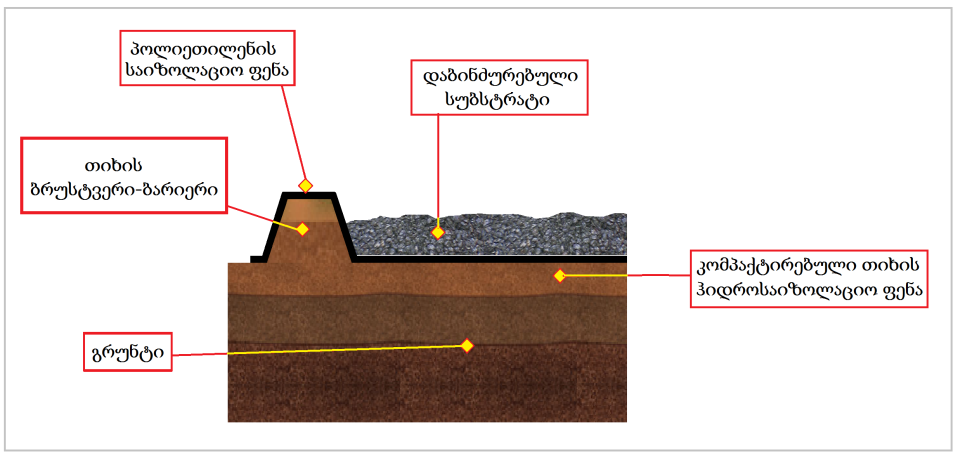 პოლიეთილენის
საიზოლაციო ფენა
დაბინძურებული
სუბსტრატი
თიხის
ბრუსტვერი-ბარიერი
კომპაქტირებული თიხის
ჰიდროსაიზოლაციო ფენა
გრუნტი